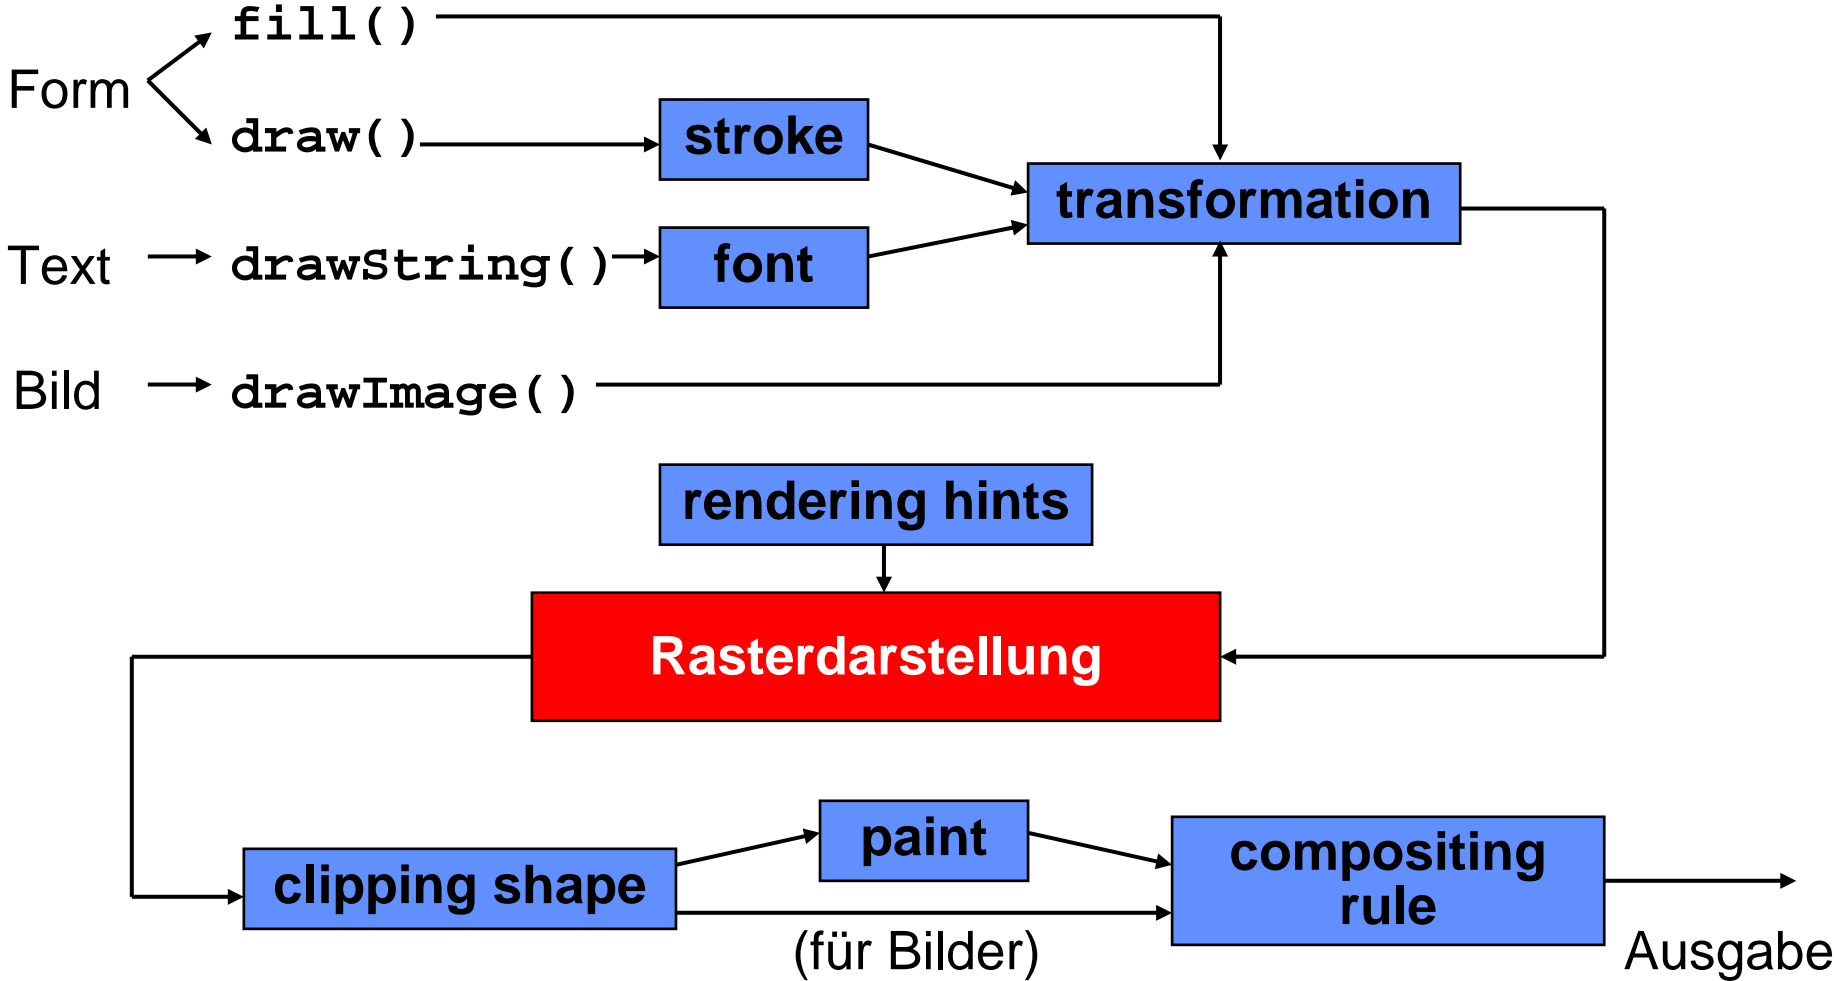 fill()
Form
draw()
stroke
transformation
Text
drawString()
font
Bild
drawImage()
rendering hints
Rasterdarstellung
paint
clipping shape
compositing
rule
(für Bilder)
Ausgabe